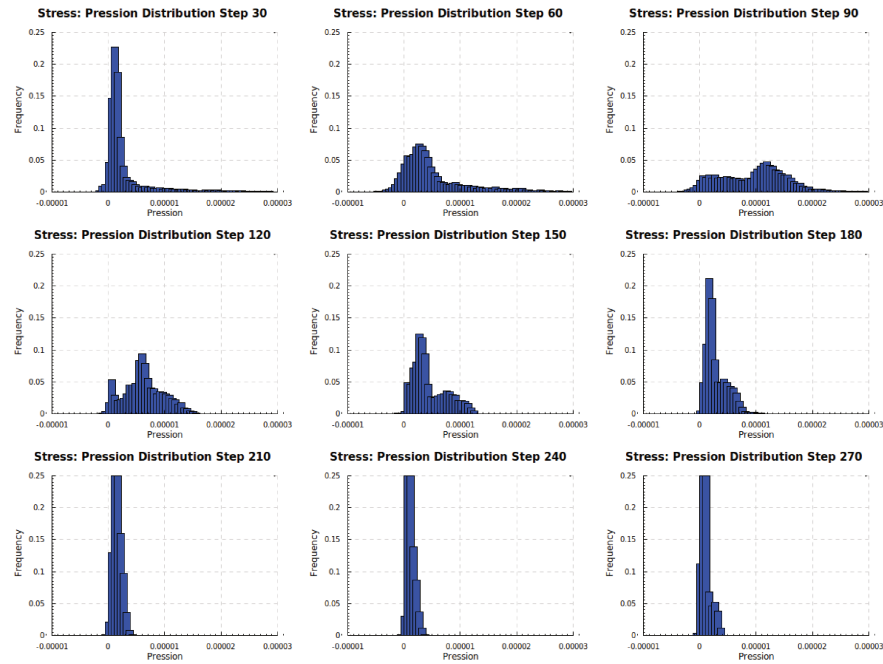 Stress: Pression Distribution Step 30
Stress: Pression Distribution Step 60
Stress: Pression Distribution Step 90
0.25
0.2
0.15
0.1
0.05
0
Frequency
-0.00001 0 0.00001 0.00002 0.00003
Pression
0.25
0.2
0.15
0.1
0.05
0
Frequency
-0.00001 0 0.00001 0.00002 0.00003
Pression
0.25
0.2
0.15
0.1
0.05
0
Frequency
-0.00001 0 0.00001 0.00002 0.00003
Pression
Stress: Pression Distribution Step 120
Stress: Pression Distribution Step 150
Stress: Pression Distribution Step 180
0.25
0.2
0.15
0.1
0.05
0
Frequency
-0.00001 0 0.00001 0.00002 0.00003
Pression
0.25
0.2
0.15
0.1
0.05
0
Frequency
-0.00001 0 0.00001 0.00002 0.00003
Pression
0.25
0.2
0.15
0.1
0.05
0
Frequency
-0.00001 0 0.00001 0.00002 0.00003
Pression
Stress: Pression Distribution Step 210
Stress: Pression Distribution Step 240
Stress: Pression Distribution Step 270
0.25
0.2
0.15
0.1
0.05
0
Frequency
-0.00001 0 0.00001 0.00002 0.00003
Pression
0.25
0.2
0.15
0.1
0.05
0
Frequency
-0.00001 0 0.00001 0.00002 0.00003
Pression
0.25
0.2
0.15
0.1
0.05
0
Frequency
-0.00001 0 0.00001 0.00002 0.00003
Pression